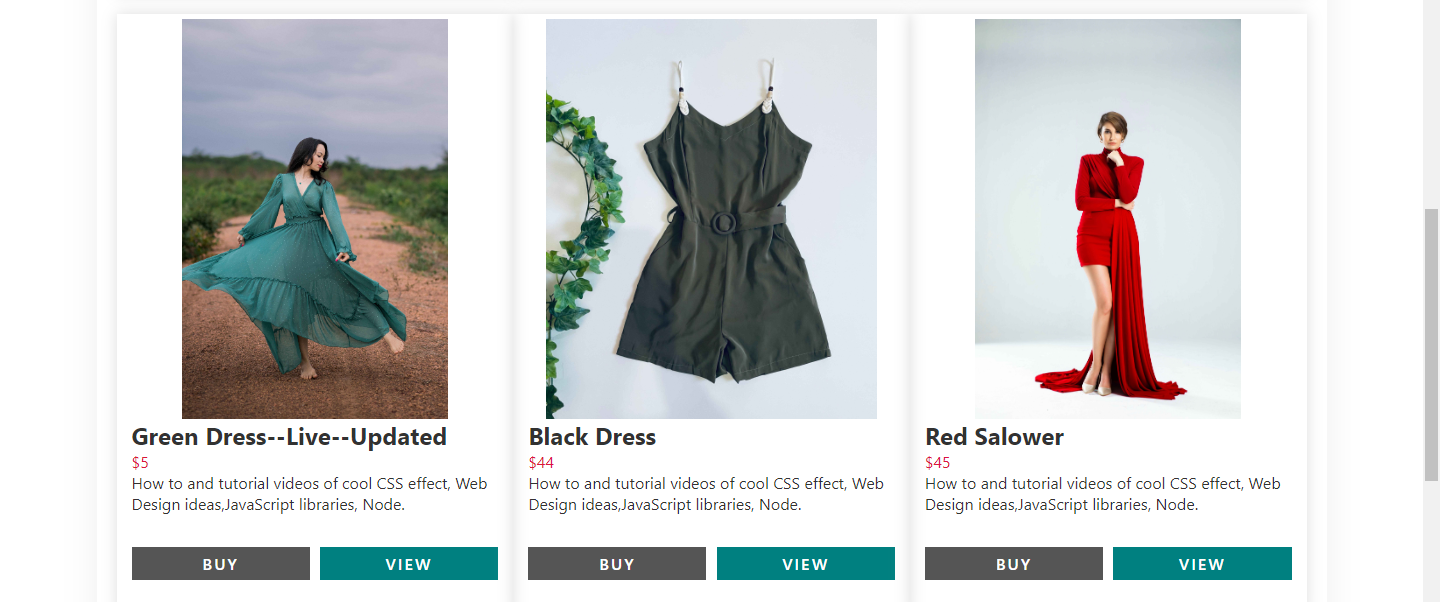 Green Dress--Live--Updated
$5
How to and tutorial videos of cool CSS effect, Web
Design ideas,JavaScript libraries, Node.
BUY
VIEW
Black Dress
$44
How to and tutorial videos of cool CSS effect, Web
Design ideas,JavaScript libraries, Node.
BUY
VIEW
Red Salower
$45
How to and tutorial videos of cool CSS effect, Web
Design ideas,JavaScript libraries, Node.
BUY
VIEW